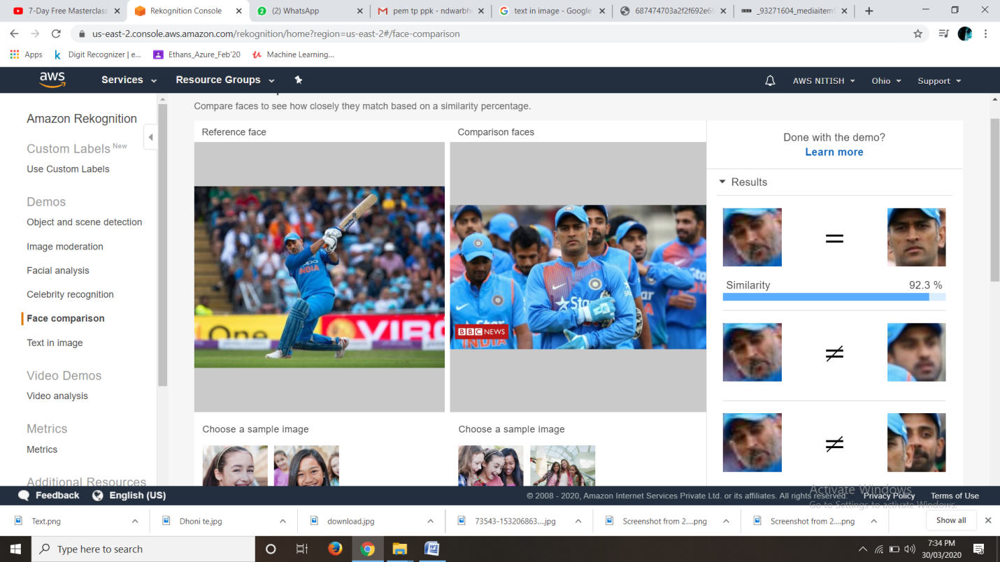 7-Day Free Masterclass
Rekognition Console
(2) WhatsApp
pem tp ppk - ndwarbh
text in image - Google
687474703a2f2f692e69
BBC _93271604_mediaitem
us-east-2.console.aws.amazon.com/rekognition/home?region=us-east-2#/face-comparison
Apps
Digit Recognizer | e...
Ethans_Azure_Feb'20
Machine Learning...
aws
Services
Resource Groups
AWS NITISH
Ohio
Support
Amazon Rekognition
Custom Labels New
Use Custom Labels
Demos
Object and scene detection
Image moderation
Facial analysis
Celebrity recognition
Face comparison
Text in image
Video Demos
Video analysis
Metrics
Metrics
Additional Resources
Compare faces to see how closely they match based on a similarity percentage.
Reference face
Comparison faces
oppo
INDIA
One
VIRG
Star
Star
BBC NEWS
INDIA
Choose a sample image
Choose a sample image
Done with the demo?
Learn more
Results
=
Similarity
92.3 %
≠
≠
Activate Windows
Go to Settings to activate Windows.
Feedback
English (US)
© 2008 - 2020, Amazon Internet Services Private Ltd. or its affiliates. All rights reserved.
Privacy Policy
Terms of Use
Text.png
Dhoni te.jpg
download.jpg
73543-153206863....jpg
Screenshot from 2....png
Screenshot from 2....png
Show all
Type here to search
7:34 PM
30/03/2020